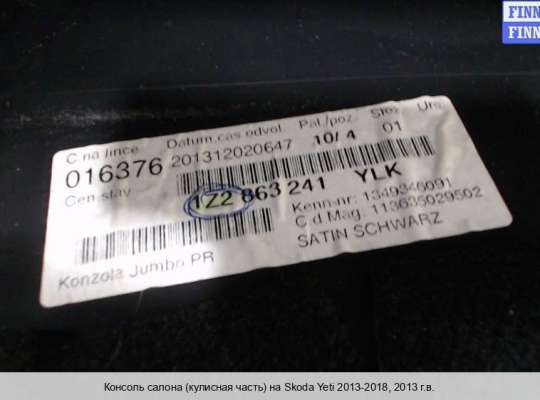 FINN
FINN
C na lince Datum,cas odvol. Pal./poz. Sto Urs
016376 201312020647 10/ 4 01
Cen.stav
1Z2 863 241 YLK
Kenn-nr: 1349346091
C d Mag: 113635029502
Konzola Jumbo PR SATIN SCHWARZ
Консоль салона (кулисная часть) на Skoda Yeti 2013-2018, 2013 г.в.